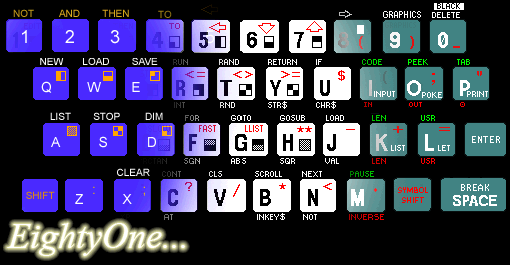 NOT AND THEN TO GRAPHICS BLACK DELETE
1 2 3 4 5 6 7 8 9 ) 0 _
NEW LOAD SAVE RUN RAND RETURN IF CODE PEEK TAB
Q W E R <= T <> Y >= U $ I ( INPUT O ; POKE P " PRINT
INT RND STR$ CHR$ IN OUT
LIST STOP DIM FOR GOTO GOSUB LOAD LEN USR
A S D F FAST G LLIST H ** J - K + LIST L = LET ENTER
SGN ABS SQR VAL LEN USR
CLEAR CONT CLS SCROLL NEXT PAUSE
SHIFT Z : X ; C ? V / B * N < M . SYMBOL SHIFT BREAK SPACE
AT INKEY$ NOT INVERSE
EightyOne...